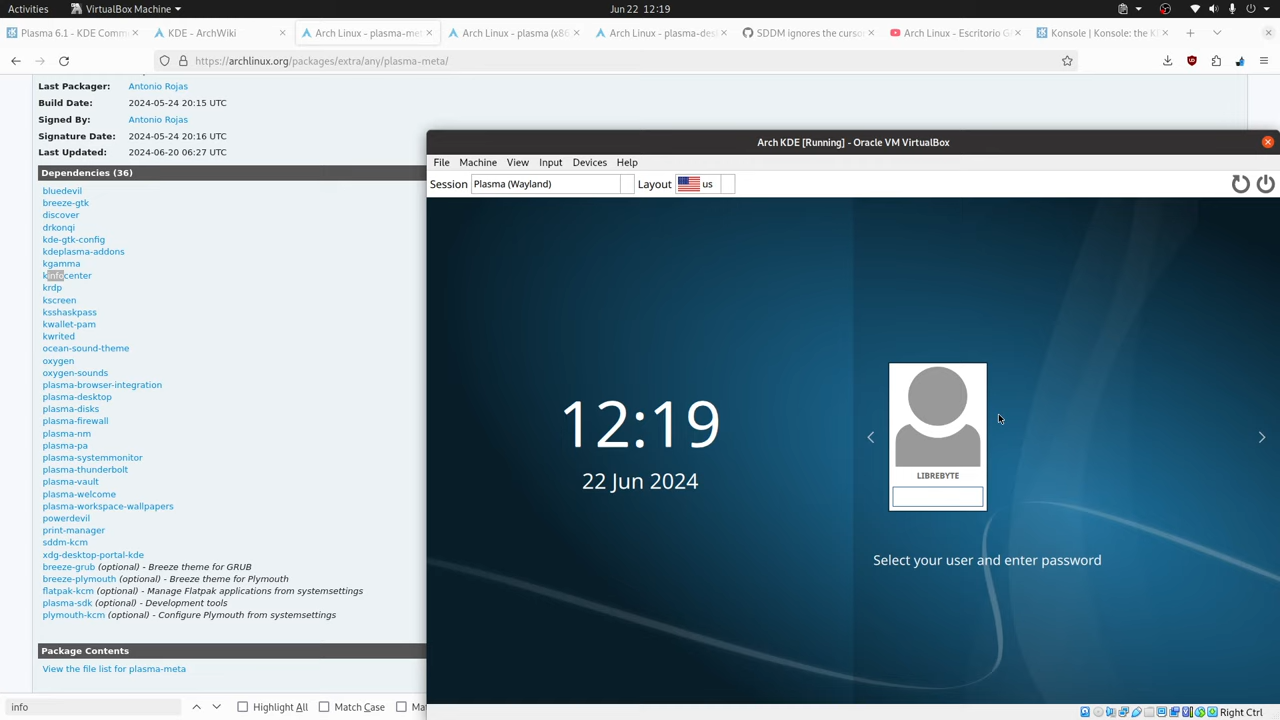 Activities
VirtualBox Machine
Jun 22 12:19
Plasma 6.1 - KDE Comm
KDE - ArchWiki
Arch Linux - plasma-met
Arch Linux - plasma (x86
Arch Linux - plasma-des
SDDM ignores the curso
Arch Linux - Escritorio G
Konsole | Konsole: the K
https://archlinux.org/packages/extra/any/plasma-meta/
Last Packager: Antonio Rojas
Build Date: 2024-05-24 20:15 UTC
Signed By: Antonio Rojas
Signature Date: 2024-05-24 20:16 UTC
Last Updated: 2024-06-20 06:27 UTC
Dependencies (36)
bluedevil
breeze-gtk
discover
drkonqi
kde-gtk-config
kdeplasma-addons
kgamma
kinfocenter
krdp
kscreen
ksshaskpass
kwallet-pam
kwrited
ocean-sound-theme
oxygen
oxygen-sounds
plasma-browser-integration
plasma-desktop
plasma-disks
plasma-firewall
plasma-nm
plasma-pa
plasma-systemmonitor
plasma-thunderbolt
plasma-vault
plasma-welcome
plasma-workspace-wallpapers
powerdevil
print-manager
sddm-kcm
xdg-desktop-portal-kde
breeze-grub (optional) - Breeze theme for GRUB
breeze-plymouth (optional) - Breeze theme for Plymouth
flatpak-kcm (optional) - Manage Flatpak applications from systemsettings
plasma-sdk (optional) - Development tools
plymouth-kcm (optional) - Configure Plymouth from systemsettings
Package Contents
View the file list for plasma-meta
info
Highlight All
Match Case
Ma
Arch KDE [Running] - Oracle VM VirtualBox
File Machine View Input Devices Help
Session Plasma (Wayland) Layout us
12:19
22 Jun 2024
LIBREBYTE
Select your user and enter password
Right Ctrl